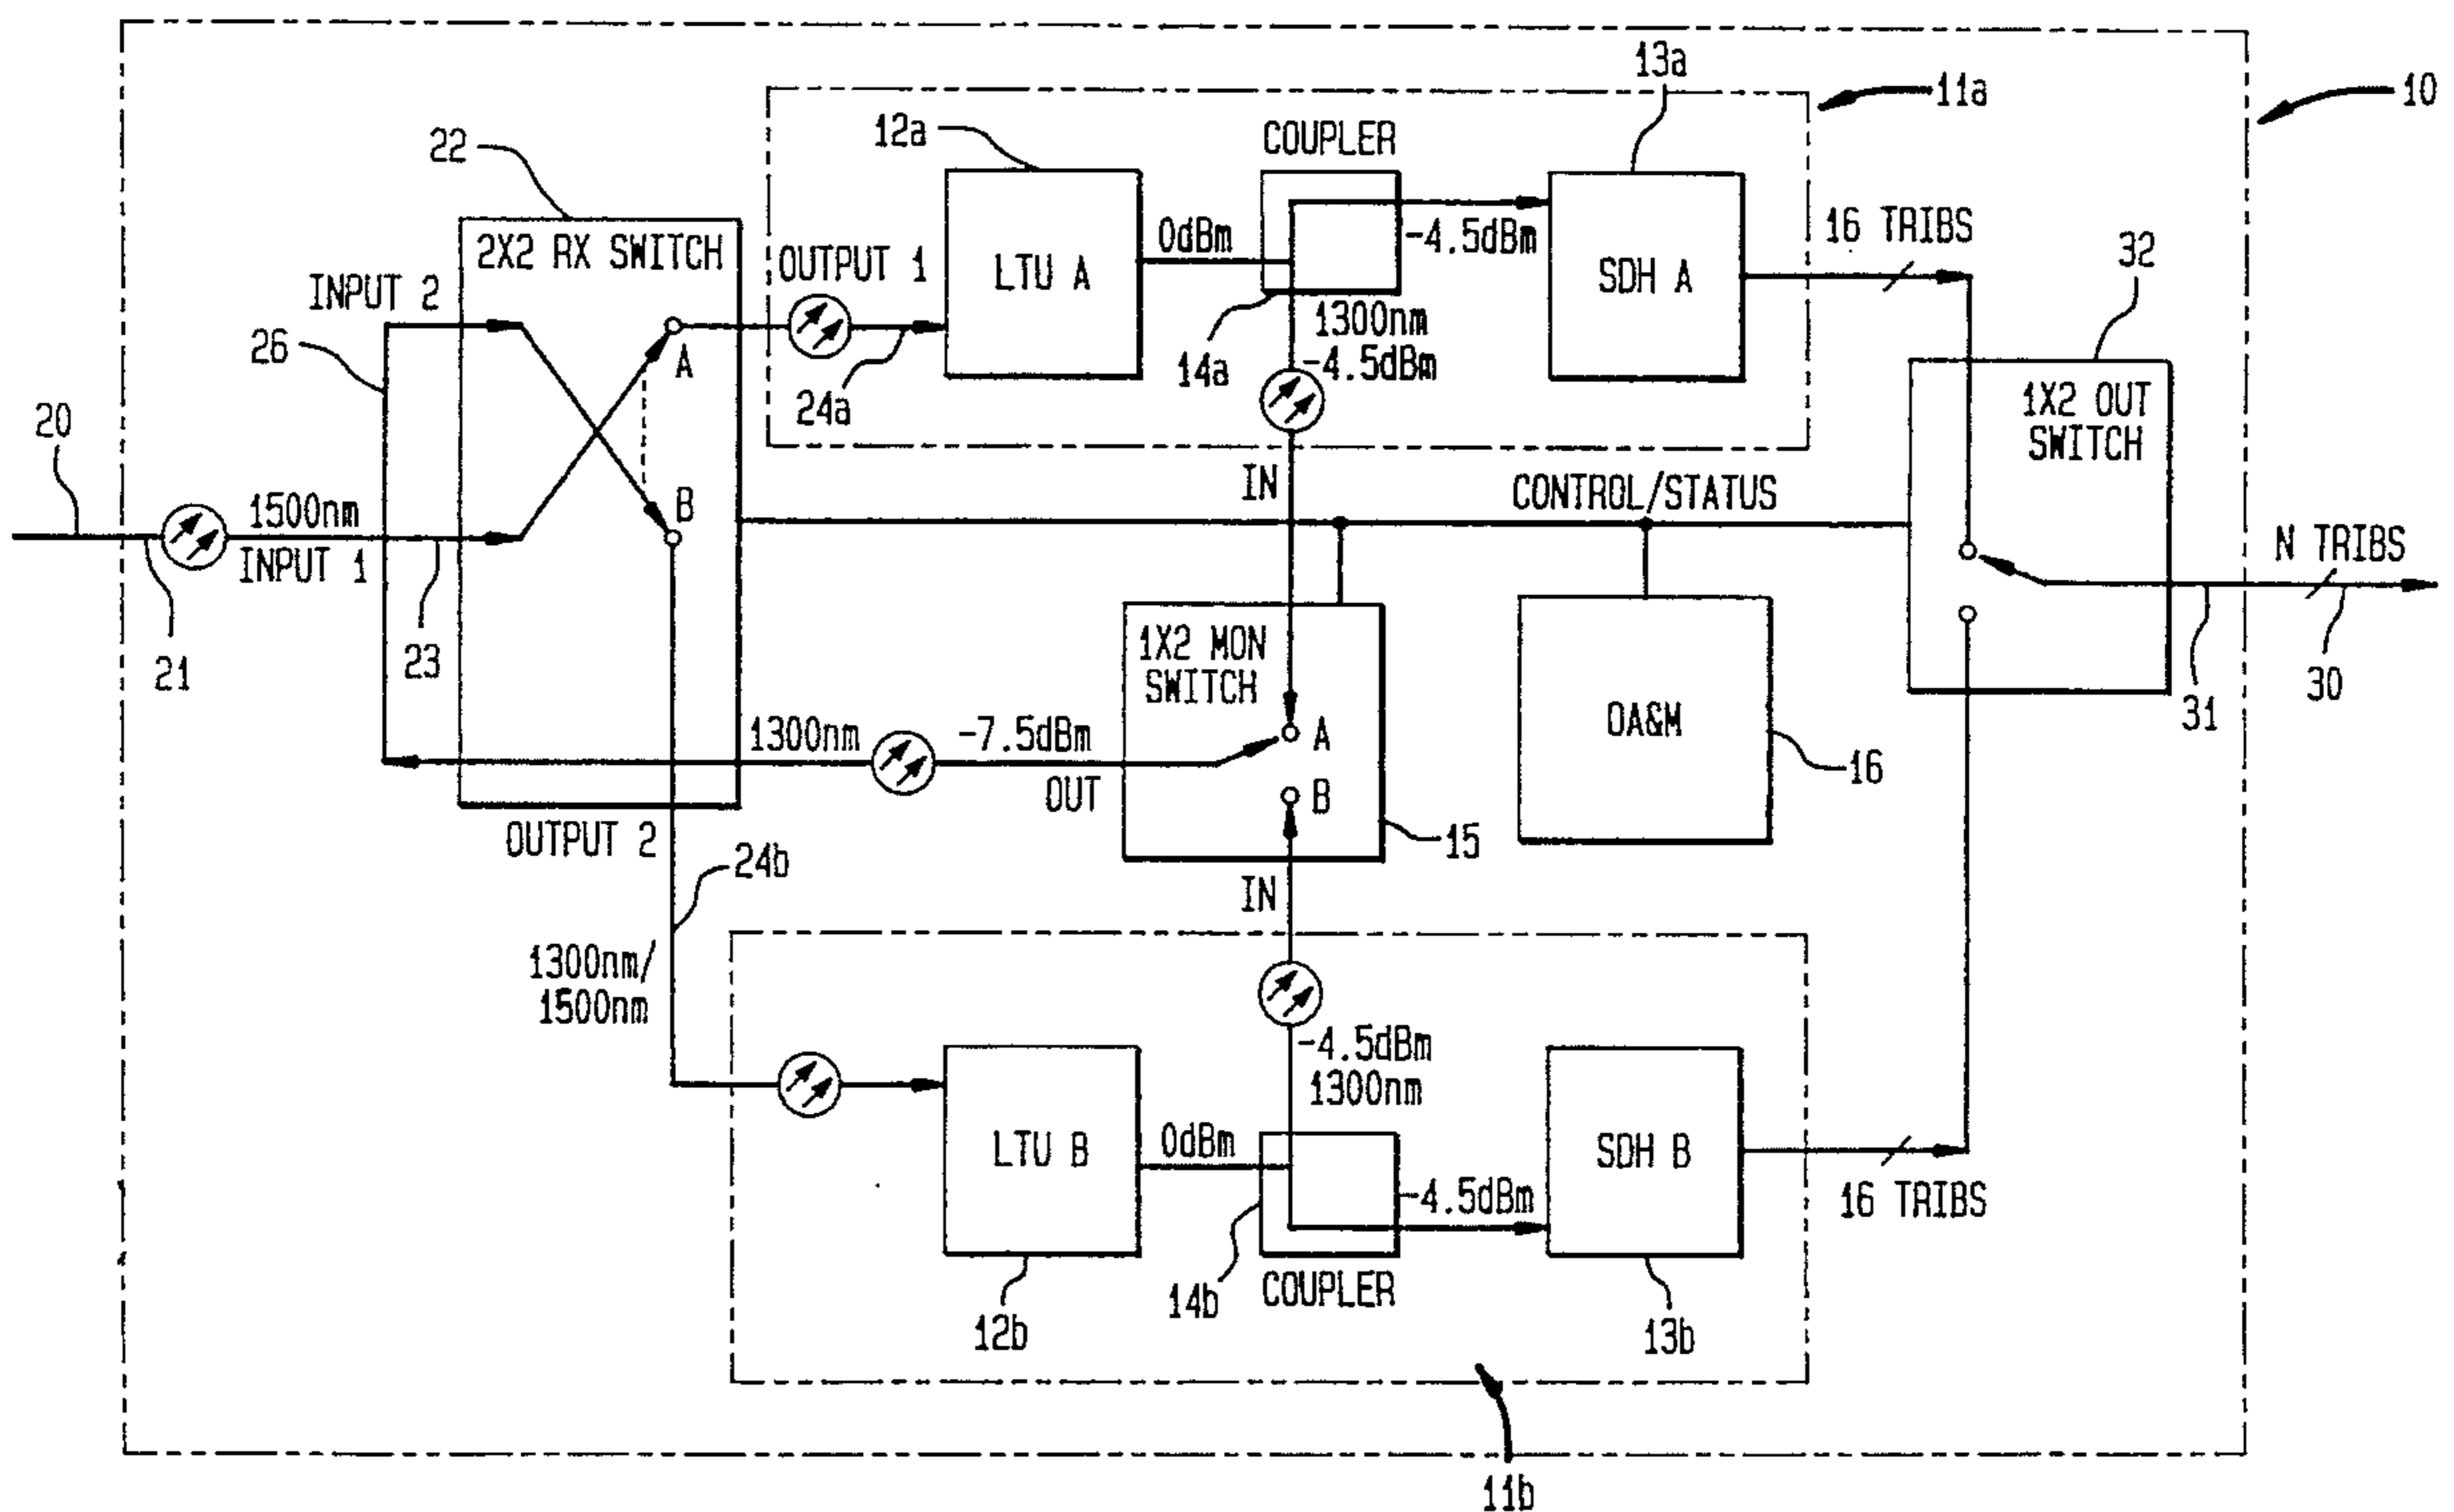 13a
11a
10
12a
COUPLER
22
2X2 RX SWITCH
OUTPUT 1
LTU A
0dBm
-4.5dBm
SDH A
16 TRIBS
32
INPUT 2
26
A
24a
14a
1300nm
-4.5dBm
1X2 OUT
SWITCH
20
1500nm
INPUT 1
B
IN
CONTROL/STATUS
N TRIBS
21
23
1X2 MON
SWITCH
31
30
1300nm
-7.5dBm
OUT
A
B
OA&M
16
15
OUTPUT 2
24b
IN
1300nm/
1500nm
-4.5dBm
1300nm
LTU B
0dBm
-4.5dBm
SDH B
16 TRIBS
12b
14b
COUPLER
13b
11b